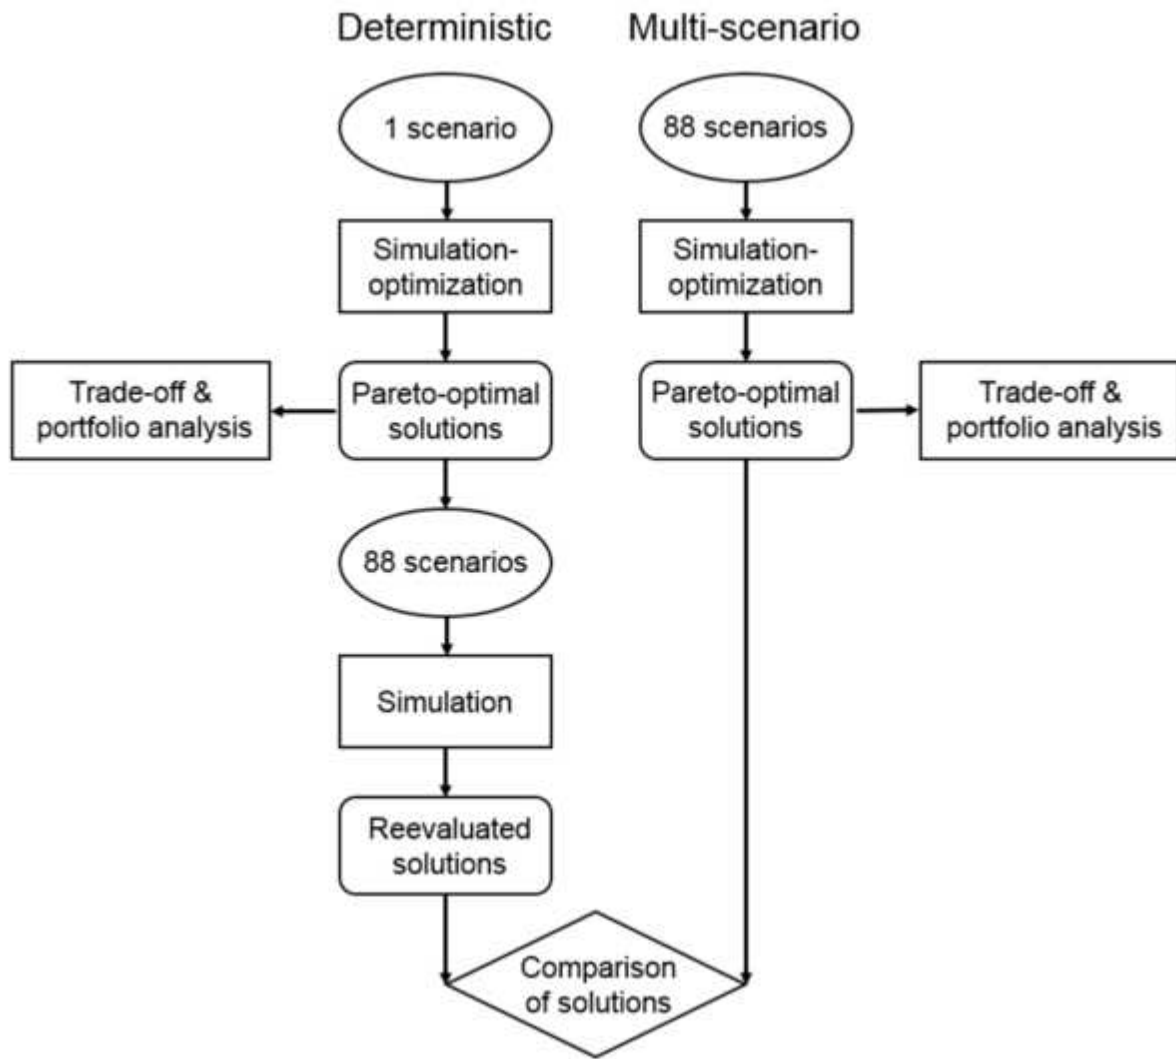 Deterministic
Multi-scenario
1 scenario
88 scenarios
Simulation-
optimization
Simulation-
optimization
Trade-off &
portfolio analysis
Pareto-optimal
solutions
Pareto-optimal
solutions
Trade-off &
portfolio analysis
88 scenarios
Simulation
Reevaluated
solutions
Comparison
of solutions